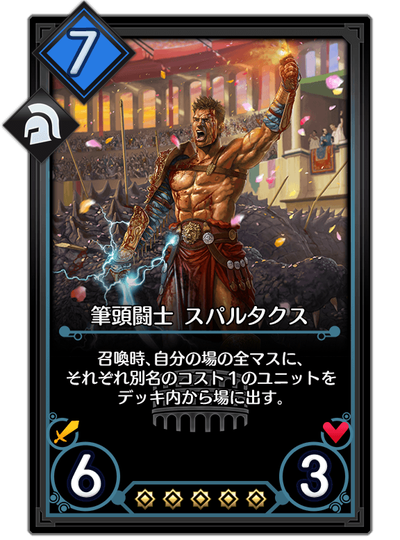 7
筆頭闘士 スパルタクス
召喚時、自分の場の全マスに、
それぞれ別名のコスト1のユニットを
デッキ内から場に出す。
6
3